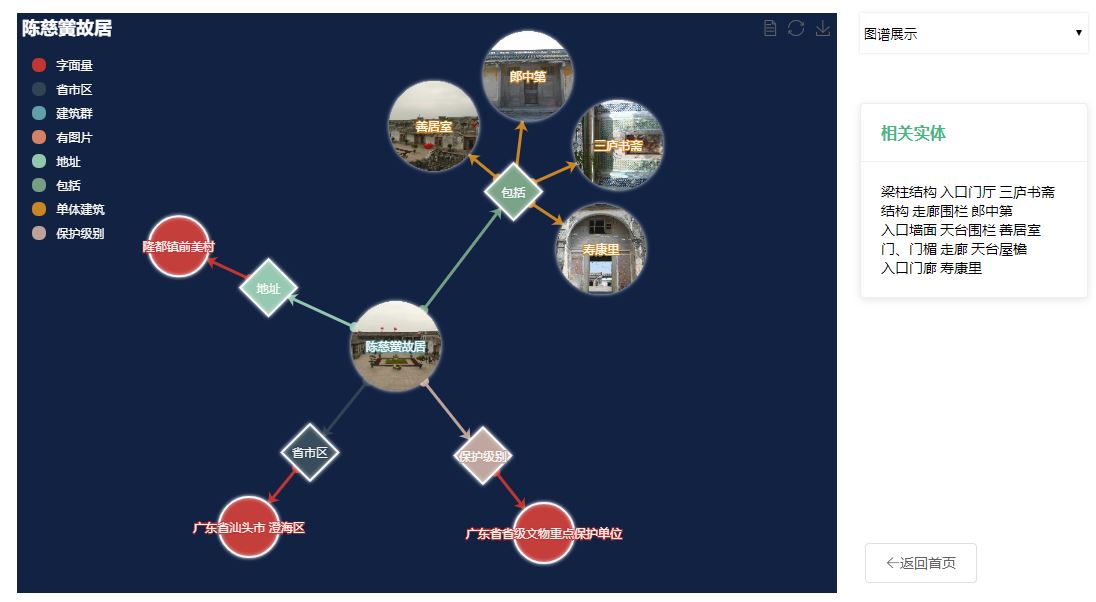 陈慈黉故居
字面量
省市区
建筑群
有图片
地址
包括
单体建筑
保护级别
郎中第
善居室
三庐书斋
包括
寿康里
隆都镇前美村
地址
陈慈黉故居
省市区
保护级别
广东省汕头市 澄海区
广东省省级文物重点保护单位
图谱展示
相关实体
梁柱结构 入口门厅 三庐书斋
结构 走廊围栏 郎中第
入口墙面 天台围栏 善居室
门、门楣 走廊 天台屋檐
入口门廊 寿康里
←返回首页